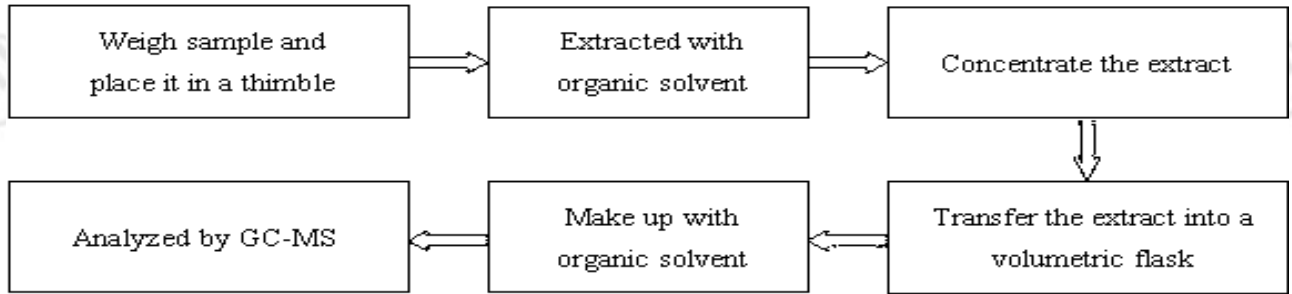 Weigh sample and
place it in a thimble
Extracted with
organic solvent
Concentrate the extract
Transfer the extract into a
volumetric flask
Make up with
organic solvent
Analyzed by GC-MS